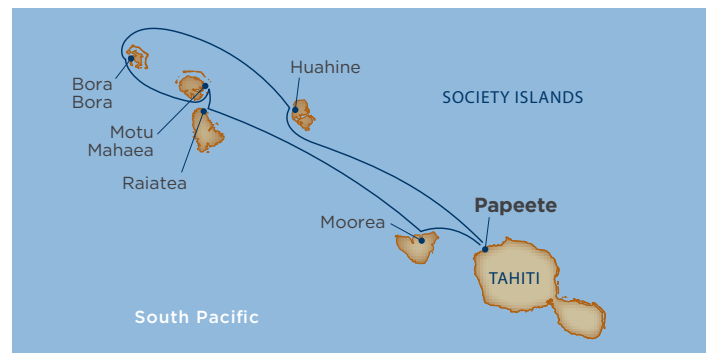 Huahine
Bora
Bora
SOCIETY ISLANDS
Motu
Mahaea
Raiatea
Papeete
Moorea
TAHITI
South Pacific